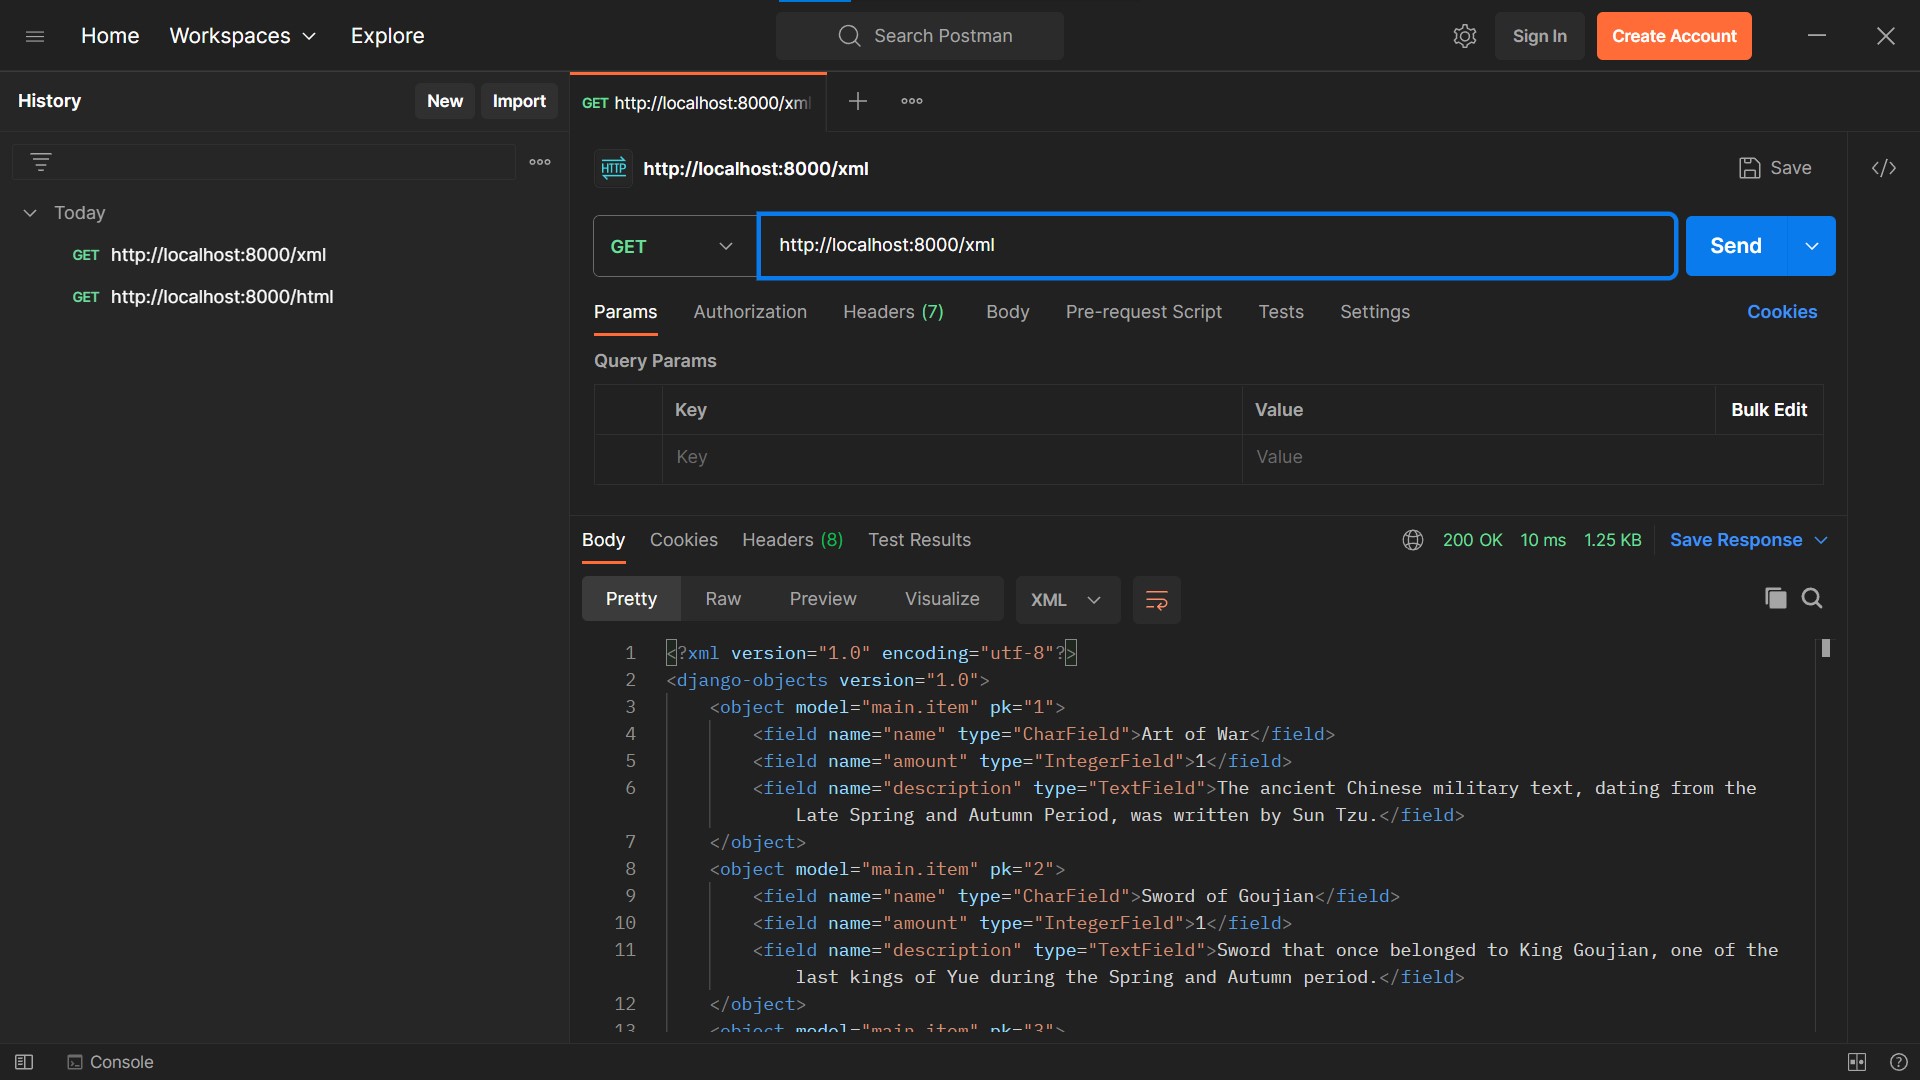 Home Workspaces Explore Search Postman Sign In Create Account
History New Import
GET http://localhost:8000/xml
HTTP http://localhost:8000/xml Save
Today
GET http://localhost:8000/xml
GET http://localhost:8000/html
GET http://localhost:8000/xml Send
Params Authorization Headers (7) Body Pre-request Script Tests Settings Cookies
Query Params
Key Value Bulk Edit
Key Value
Body Cookies Headers (8) Test Results 200 OK 10 ms 1.25 KB Save Response
Pretty Raw Preview Visualize XML
1 <?xml version="1.0" encoding="utf-8"?>
2 <django-objects version="1.0">
3 <object model="main.item" pk="1">
4 <field name="name" type="CharField">Art of War</field>
5 <field name="amount" type="IntegerField">1</field>
6 <field name="description" type="TextField">The ancient Chinese military text, dating from the
Late Spring and Autumn Period, was written by Sun Tzu.</field>
7 </object>
8 <object model="main.item" pk="2">
9 <field name="name" type="CharField">Sword of Goujian</field>
10 <field name="amount" type="IntegerField">1</field>
11 <field name="description" type="TextField">Sword that once belonged to King Goujian, one of the
last kings of Yue during the Spring and Autumn period.</field>
12 </object>
13 <object model="main.item" pk="3">
Console